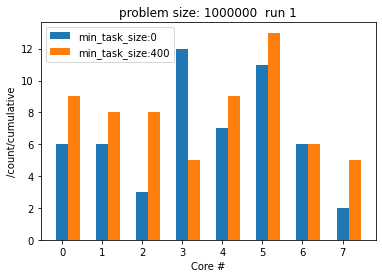 problem size: 1000000  run 1
min_task_size:0
min_task_size:400
/count/cumulative
12
10
8
6
4
2
0
0 1 2 3 4 5 6 7
Core #